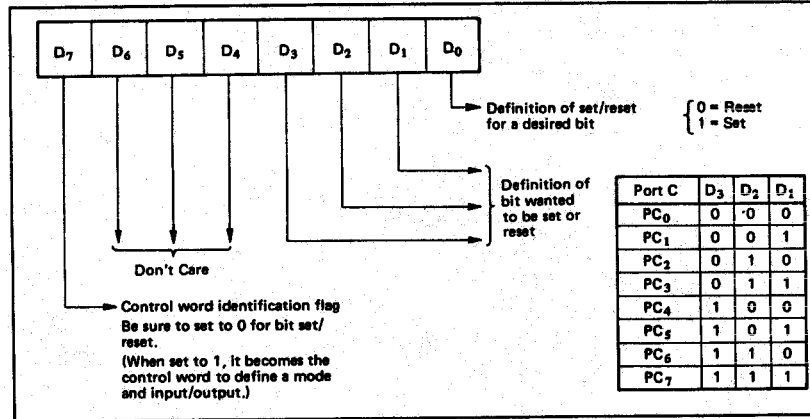 D7 D6 D5 D4 D3 D2 D1 D0
Definition of set/reset
for a desired bit
0 = Reset
1 = Set
Definition of
bit wanted
to be set or
reset
Don't Care
Control word identification flag
Be sure to set to 0 for bit set/
reset.
(When set to 1, it becomes the
control word to define a mode
and input/output.)
Port C D3 D2 D1
PC0 0 0 0
PC1 0 0 1
PC2 0 1 0
PC3 0 1 1
PC4 1 0 0
PC5 1 0 1
PC6 1 1 0
PC7 1 1 1